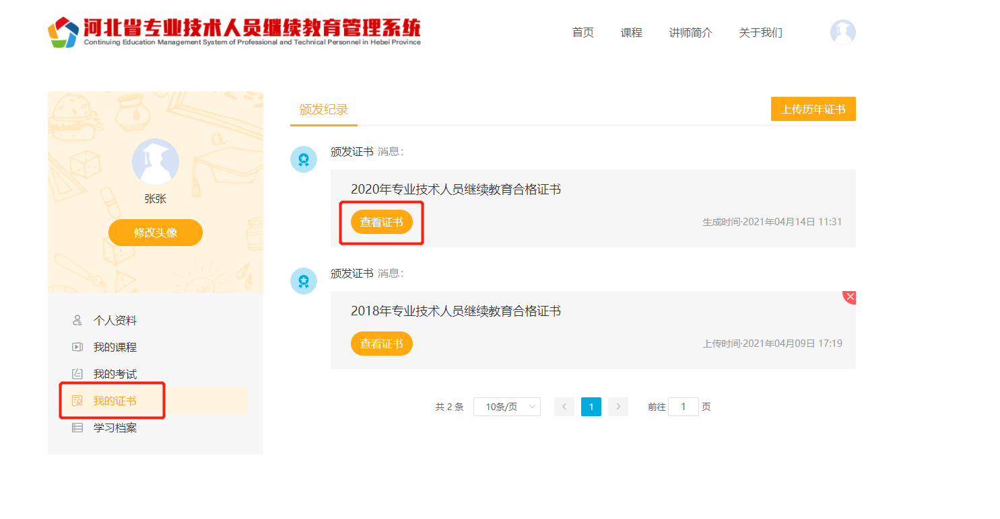 河北省专业技术人员继续教育管理系统
Continuing Education Management System of Professional and Technical Personnel in Hebei Province
首页 课程 讲师简介 关于我们
张张
修改头像
个人资料
我的课程
我的考试
我的证书
学习档案
颁发纪录
上传历年证书
颁发证书 消息：
2020年专业技术人员继续教育合格证书
查看证书 生成时间·2021年04月14日 11:31
颁发证书 消息：
2018年专业技术人员继续教育合格证书
查看证书 上传时间·2021年04月09日 17:19
共 2 条 10条/页 1 前往 1 页